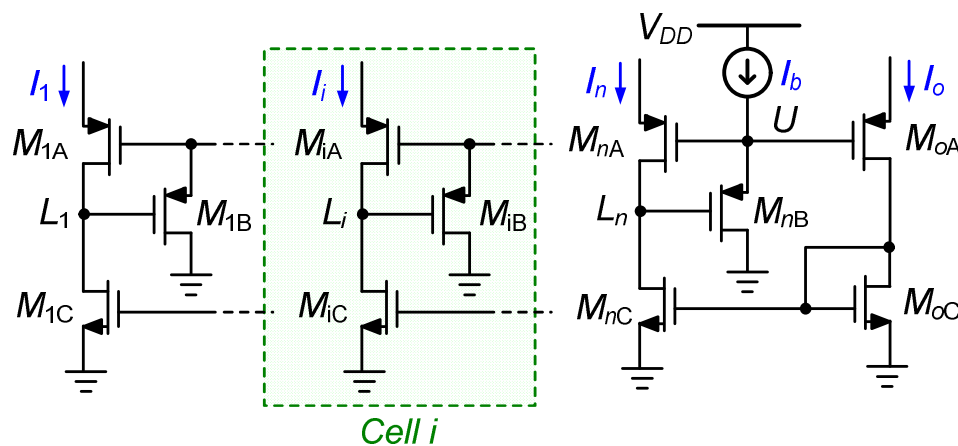 V_DD
I_1
I_i
I_n
I_b
I_o
U
M_1A
M_iA
M_nA
M_oA
L_1
M_1B
L_i
M_iB
L_n
M_nB
M_1C
M_iC
M_nC
M_oC
Cell i